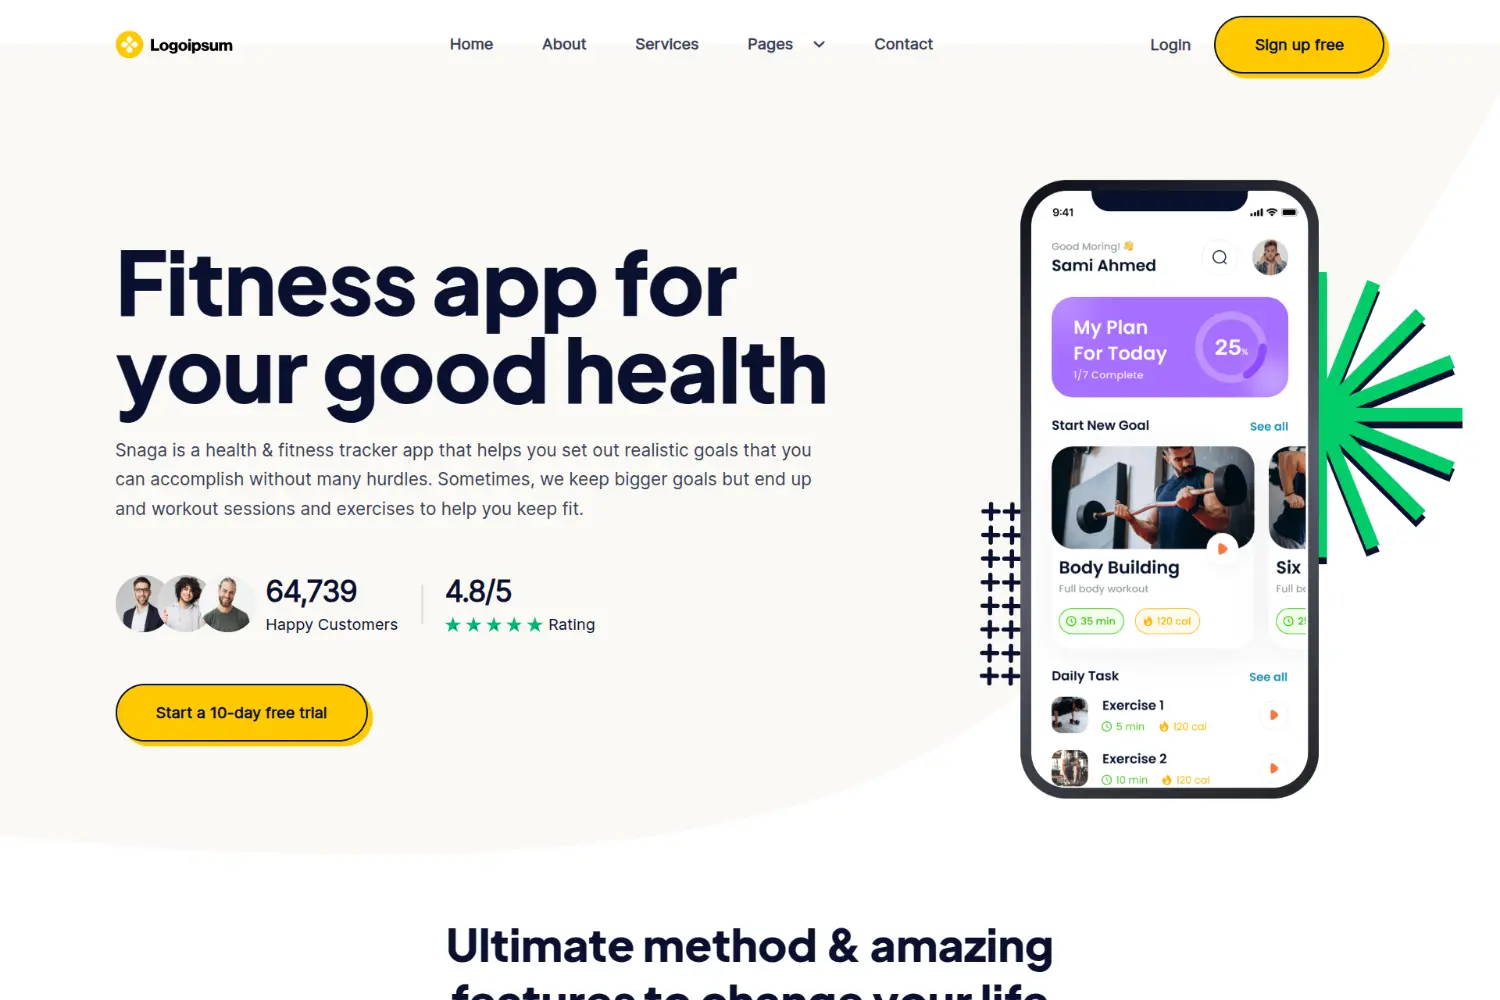 Logoipsum
Home
About
Services
Pages
Contact
Login
Sign up free
Fitness app for
your good health
Snaga is a health & fitness tracker app that helps you set out realistic goals that you
can accomplish without many hurdles. Sometimes, we keep bigger goals but end up
and workout sessions and exercises to help you keep fit.
64,739
Happy Customers
4.8/5
Rating
Start a 10-day free trial
9:41
Good Moring!
Sami Ahmed
My Plan
For Today
1/7 Complete
25%
Start New Goal
See all
Body Building
Full body workout
35 min
120 cal
Six
Full
Daily Task
See all
Exercise 1
5 min
120 cal
Exercise 2
10 min
120 cal
Ultimate method & amazing
features to change your life